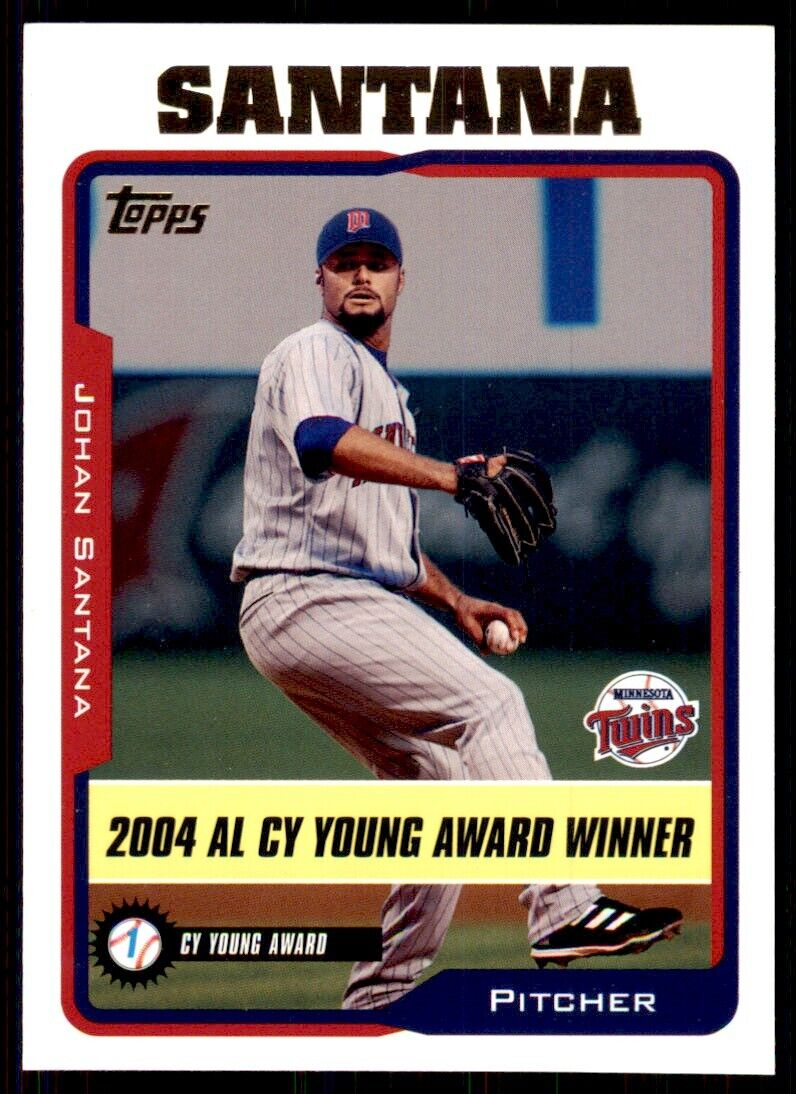 SANTANA
Topps
JOHAN SANTANA
MINNESOTA
Twins
2004 AL CY YOUNG AWARD WINNER
1 CY YOUNG AWARD
PITCHER